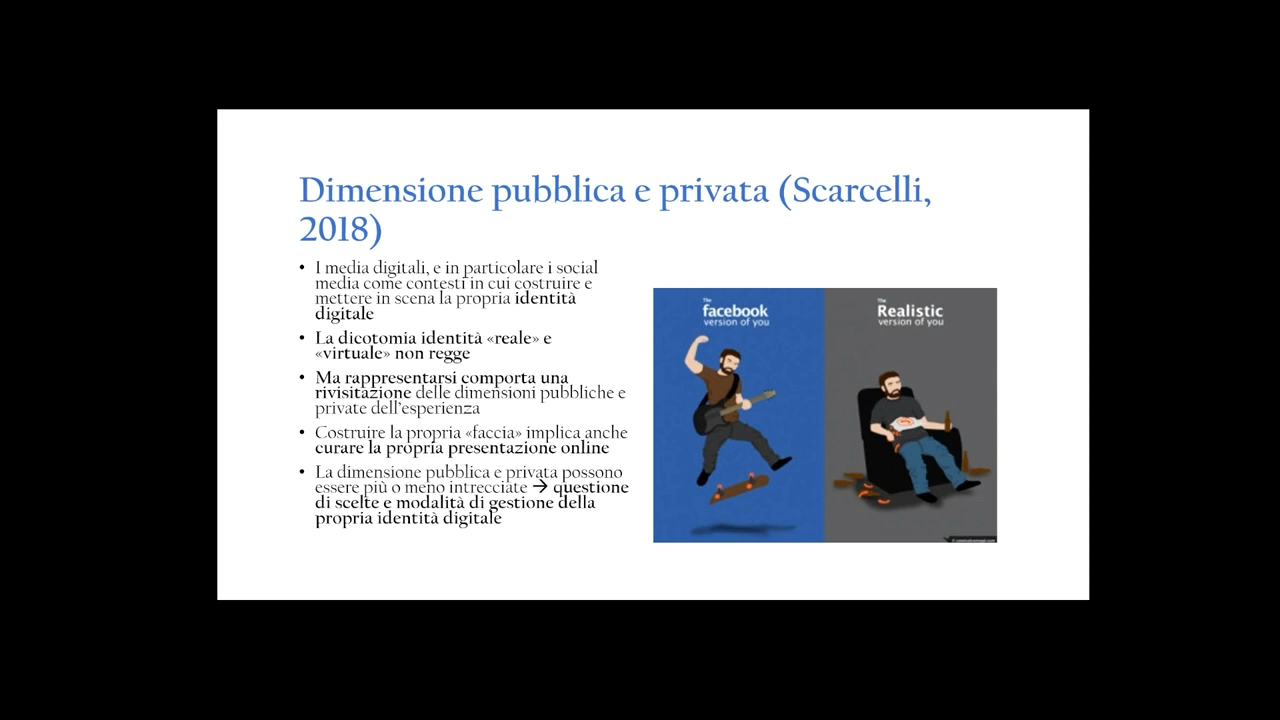 Dimensione pubblica e privata (Scarcelli,
2018)
• I media digitali, e in particolare i social
media come contesti in cui costruire e
mettere in scena la propria identità
digitale
• La dicotomia identità «reale» e
«virtuale» non regge
• Ma rappresentarsi comporta una
rivisitazione delle dimensioni pubbliche e
private dell'esperienza
• Costruire la propria «faccia» implica anche
curare la propria presentazione online
• La dimensione pubblica e privata possono
essere più o meno intrecciate → questione
di scelte e modalità di gestione della
propria identità digitale
The
facebook
version of you
The
Realistic
version of you